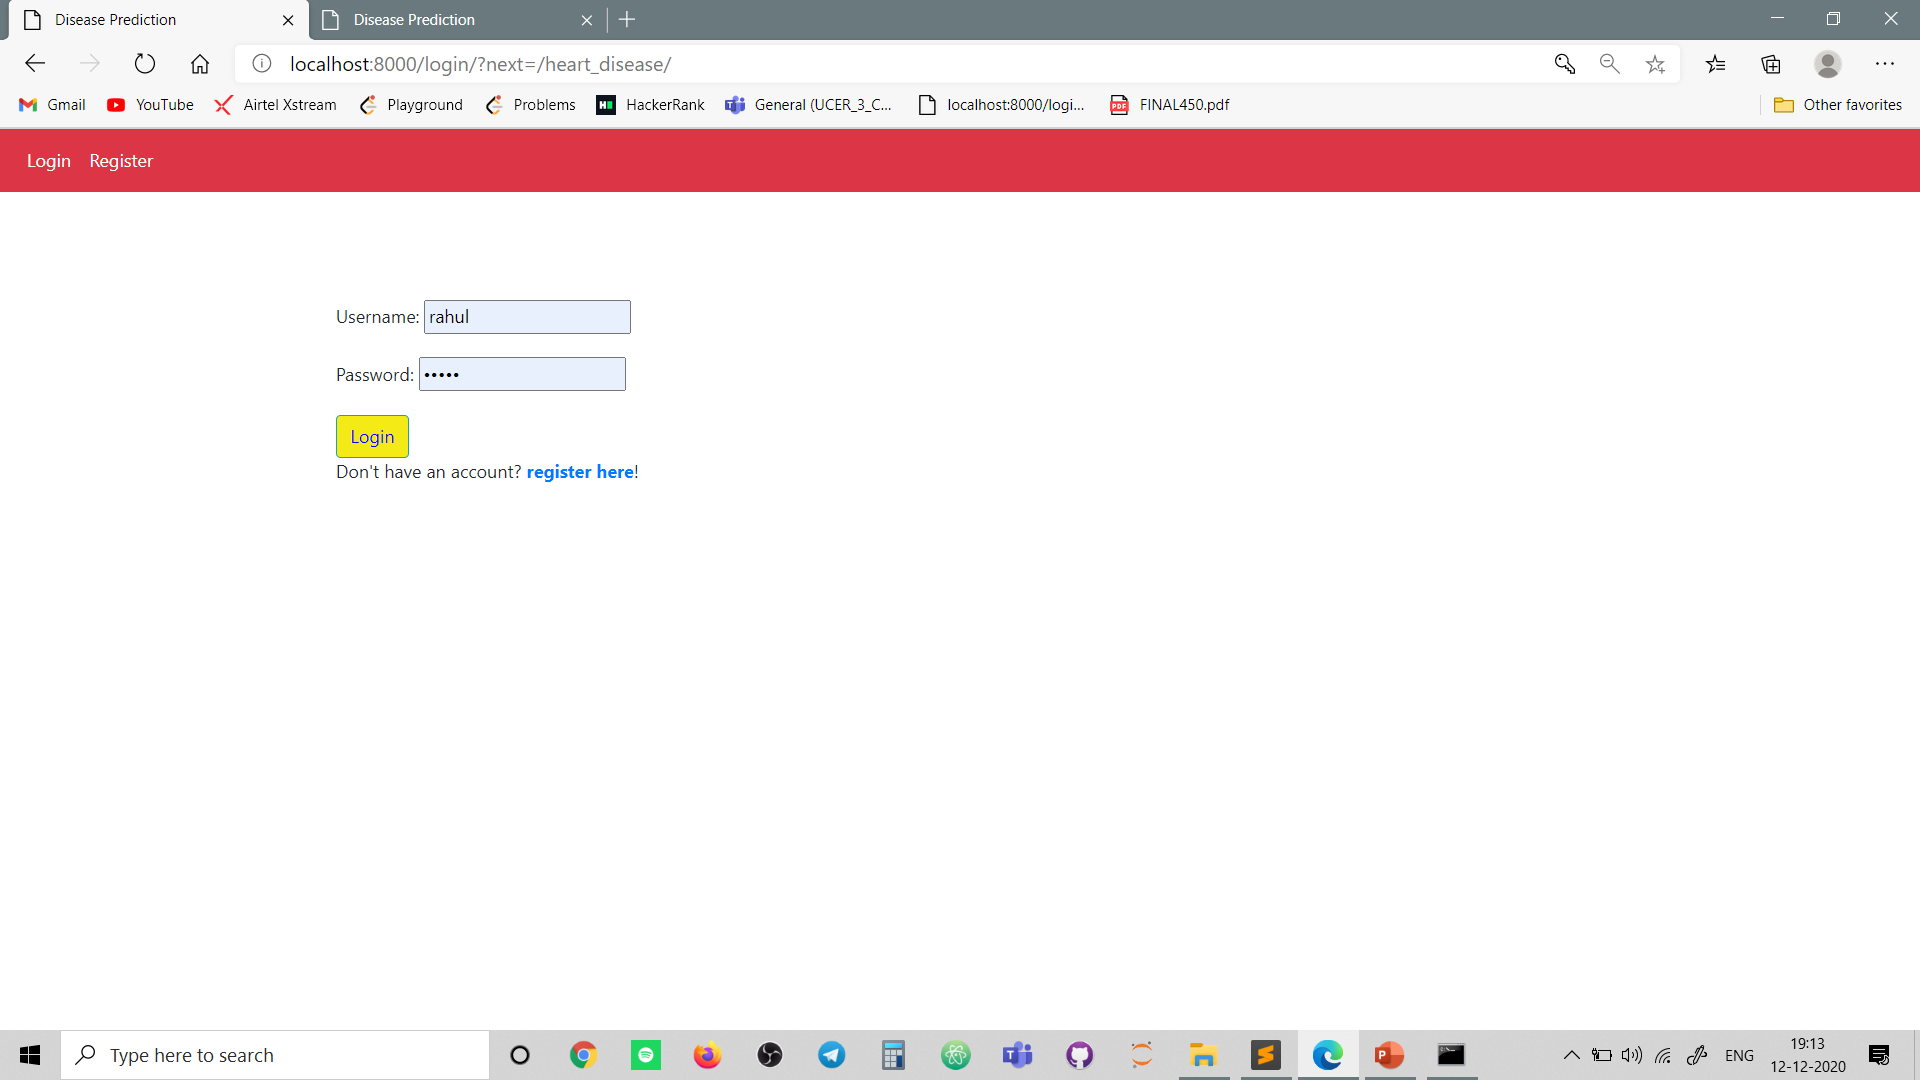 Disease Prediction
Disease Prediction
localhost:8000/login/?next=/heart_disease/
Gmail
YouTube
Airtel Xstream
Playground
Problems
HackerRank
General (UCER_3_C...
localhost:8000/logi...
FINAL450.pdf
Other favorites
Login Register
Username: rahul
Password: •••••
Login
Don't have an account? register here!
Type here to search
ENG
19:13
12-12-2020